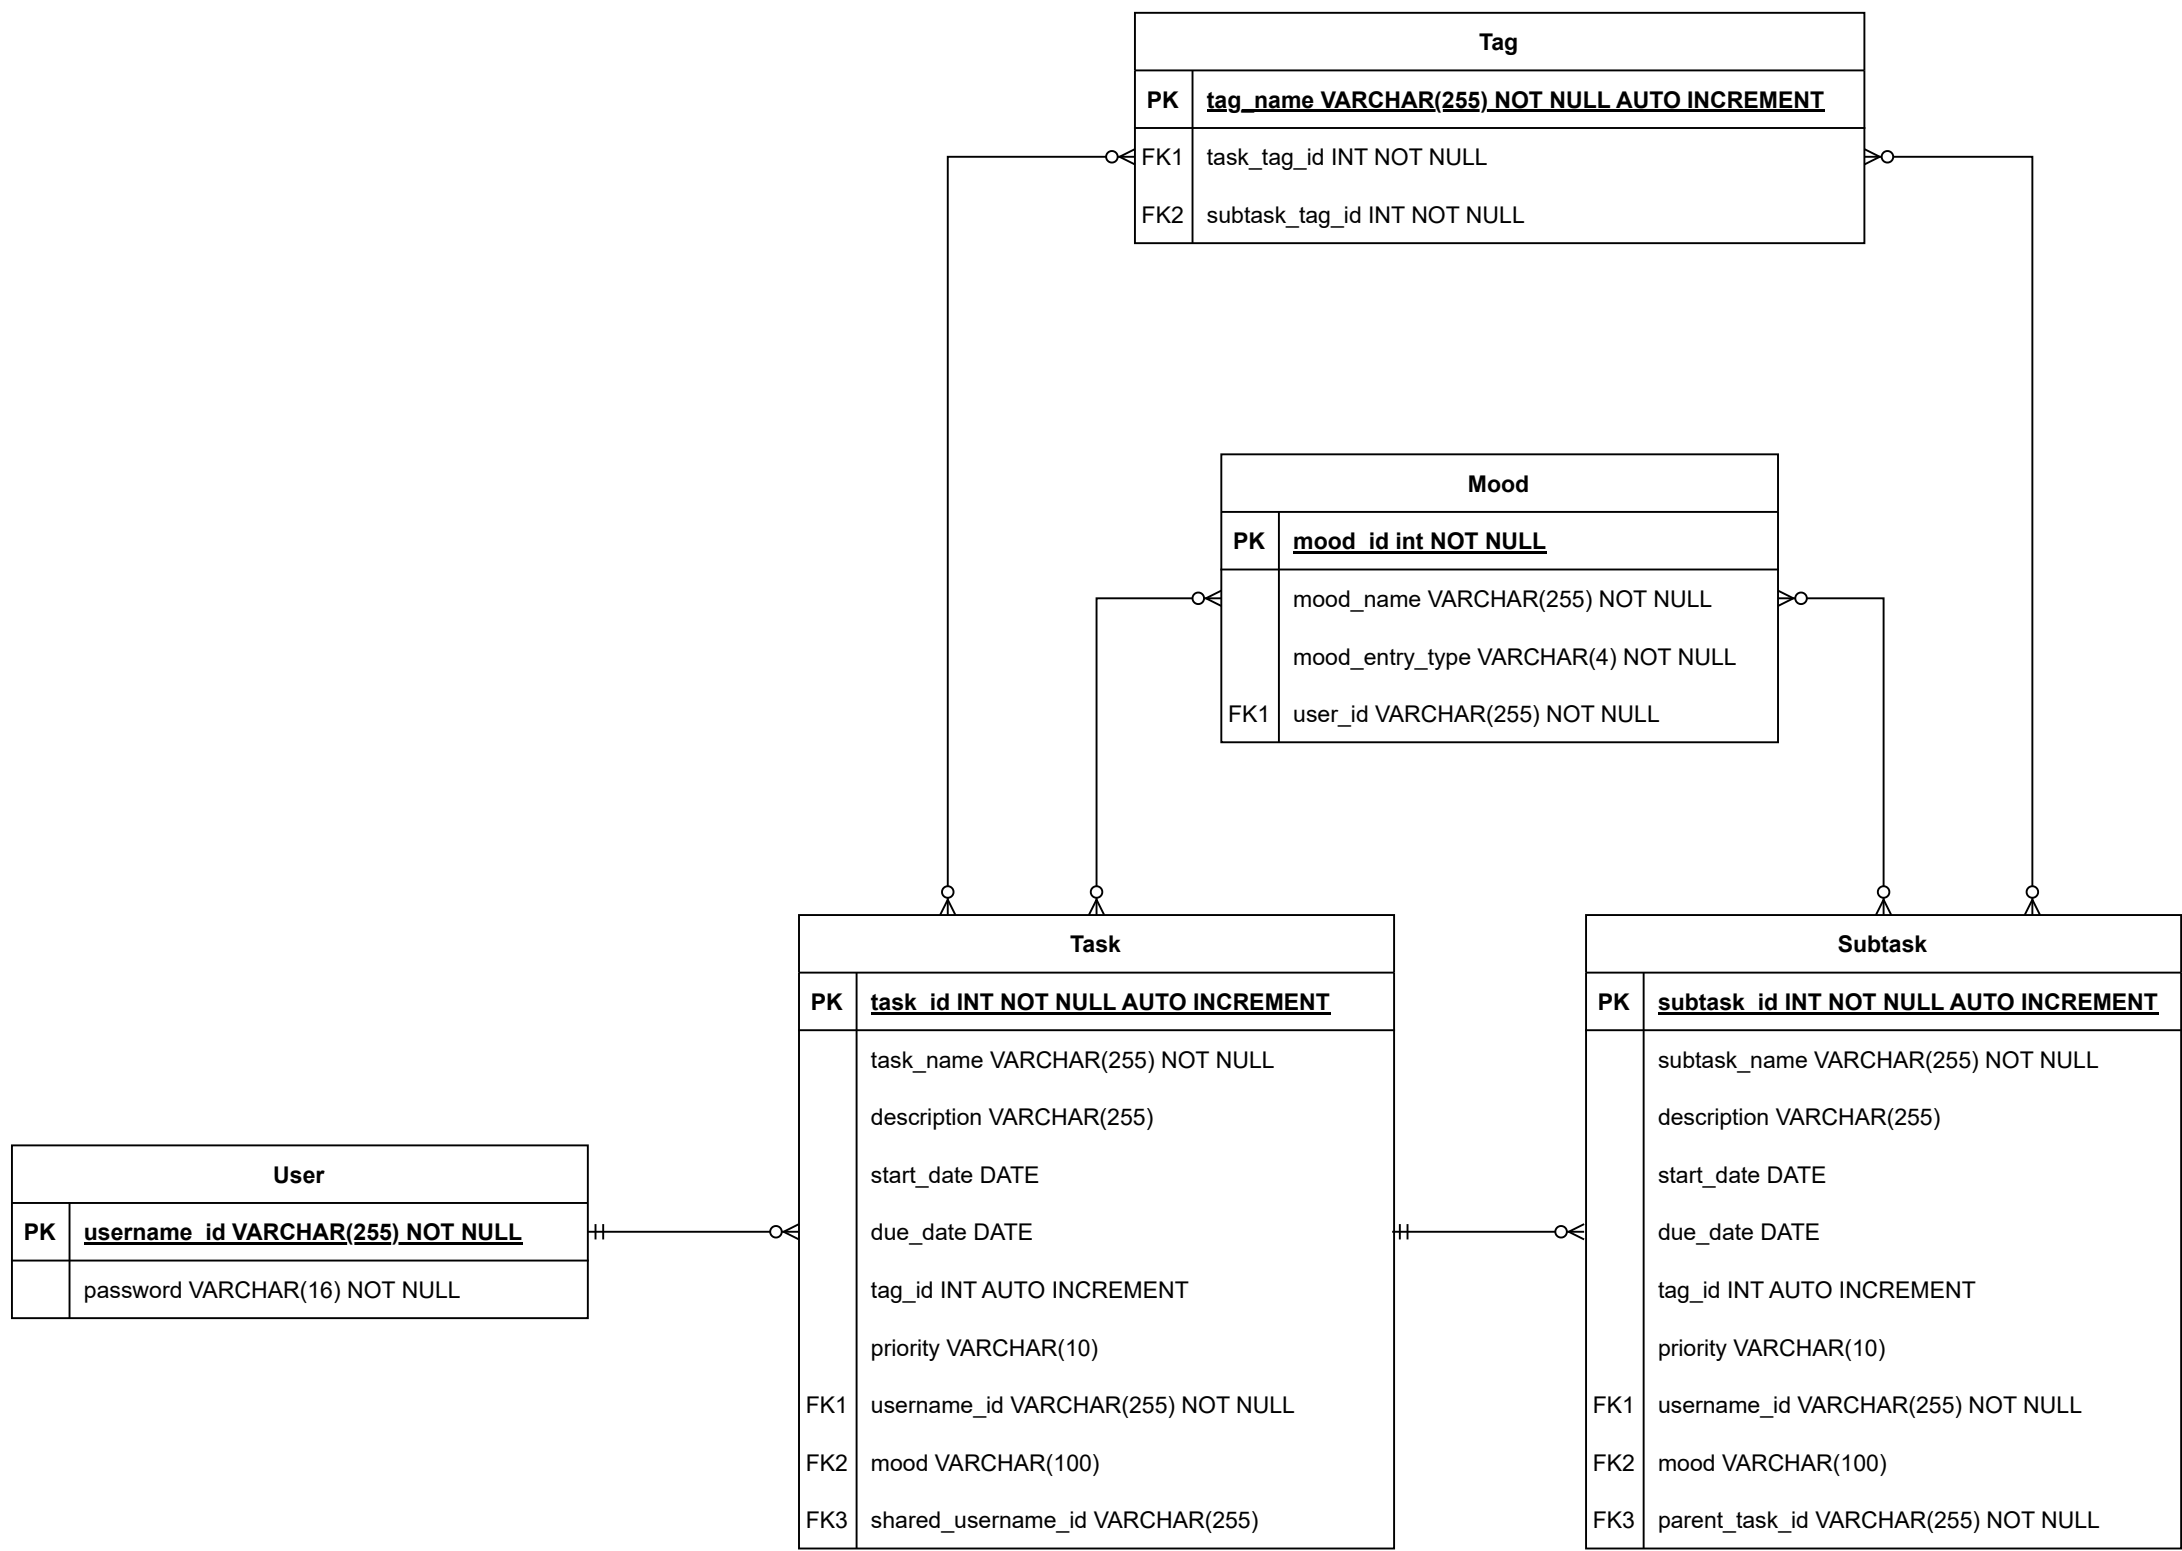 Tag
PK tag_name VARCHAR(255) NOT NULL AUTO INCREMENT
FK1 task_tag_id INT NOT NULL
FK2 subtask_tag_id INT NOT NULL
Mood
PK mood_id int NOT NULL
mood_name VARCHAR(255) NOT NULL
mood_entry_type VARCHAR(4) NOT NULL
FK1 user_id VARCHAR(255) NOT NULL
User
PK username_id VARCHAR(255) NOT NULL
password VARCHAR(16) NOT NULL
Task
PK task_id INT NOT NULL AUTO INCREMENT
task_name VARCHAR(255) NOT NULL
description VARCHAR(255)
start_date DATE
due_date DATE
tag_id INT AUTO INCREMENT
priority VARCHAR(10)
FK1 username_id VARCHAR(255) NOT NULL
FK2 mood VARCHAR(100)
FK3 shared_username_id VARCHAR(255)
Subtask
PK subtask_id INT NOT NULL AUTO INCREMENT
subtask_name VARCHAR(255) NOT NULL
description VARCHAR(255)
start_date DATE
due_date DATE
tag_id INT AUTO INCREMENT
priority VARCHAR(10)
FK1 username_id VARCHAR(255) NOT NULL
FK2 mood VARCHAR(100)
FK3 parent_task_id VARCHAR(255) NOT NULL